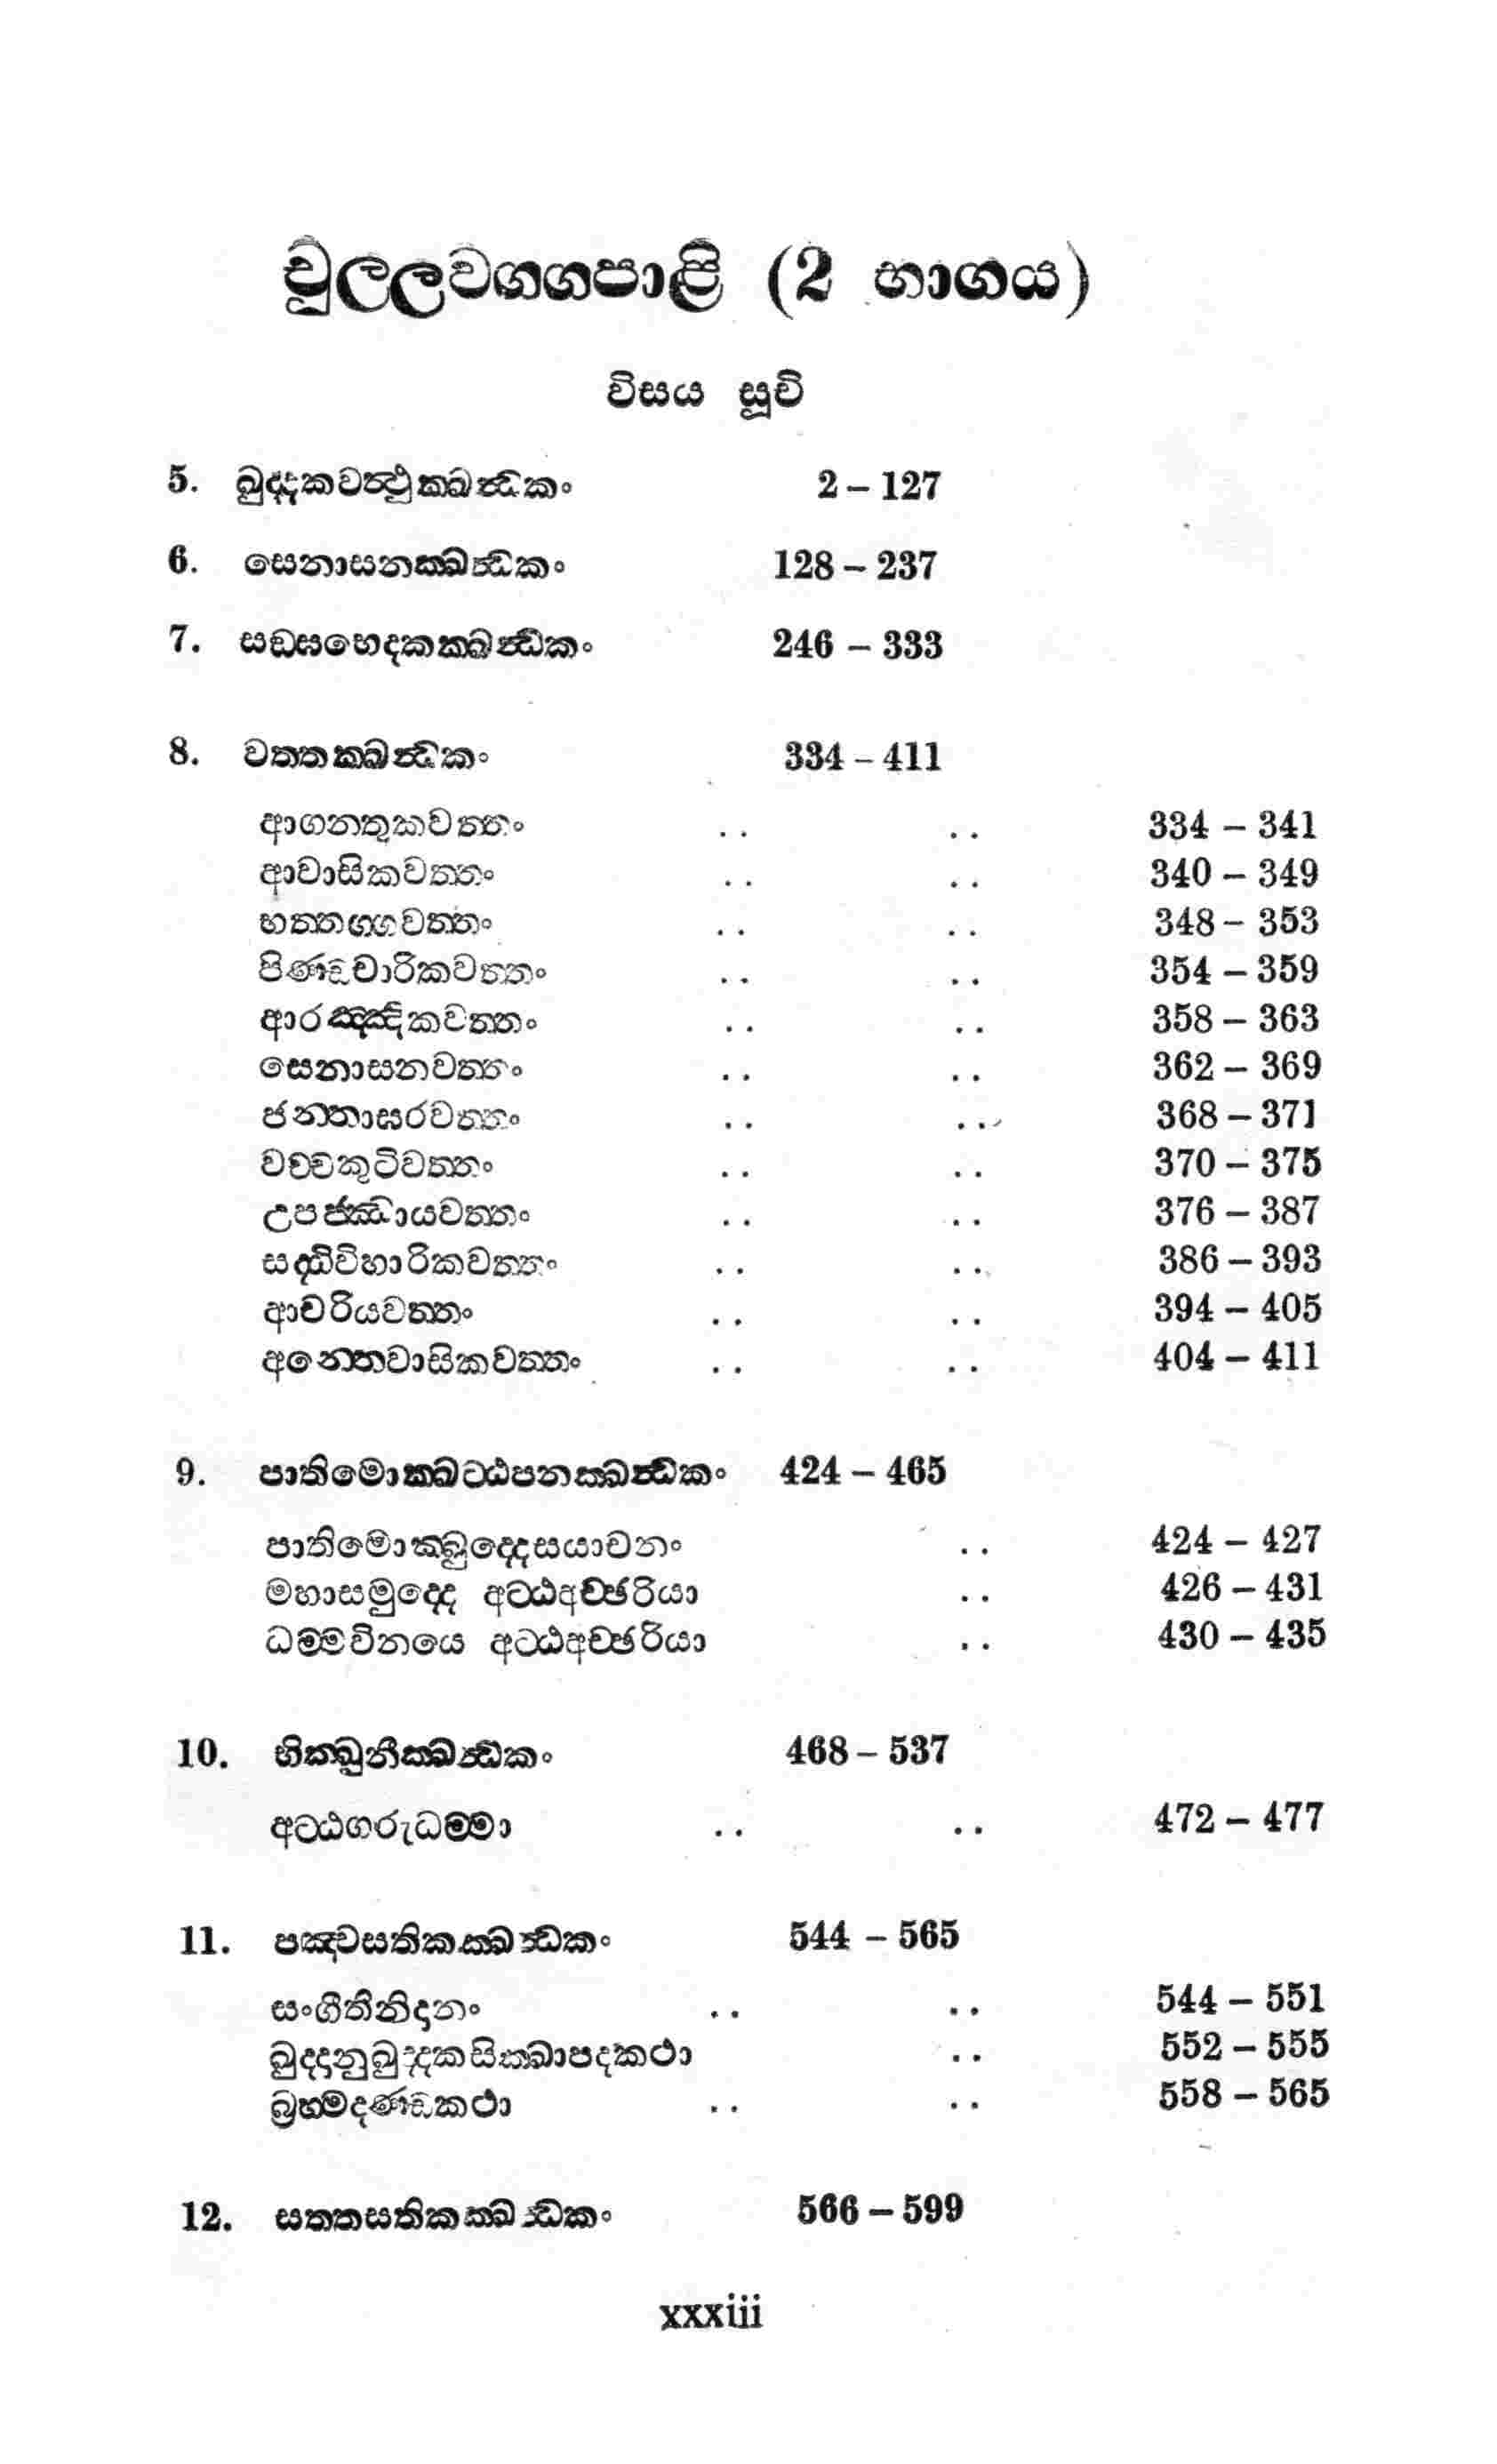 චූල්ලවග්ගපාළි (2 භාගය)
විසය සූචි
5. ඛුද්දකවත්ථුක්ඛන්ධකං 2 – 127
6. සෙනාසනක්ඛන්ධකං 128 – 237
7. සඞ්ඝභෙදකක්ඛන්ධකං 246 – 333
8. වත්තක්ඛන්ධකං 334 – 411
ආගන්තුකවත්තං .. .. 334 – 341
ආවාසිකවත්තං .. .. 340 – 349
භත්තග්ගවත්තං .. .. 348 – 353
පිණ්ඩචාරිකවත්තං .. .. 354 – 359
ආරඤ්ඤිකවත්තං .. .. 358 – 363
සෙනාසනවත්තං .. .. 362 – 369
ජන්තාඝරවත්තං .. .. 368 – 371
වච්චකුටිවත්තං .. .. 370 – 375
උපජ්ඣායවත්තං .. .. 376 – 387
සද්ධිවිහාරිකවත්තං .. .. 386 – 393
ආචරියවත්තං .. .. 394 – 405
අන්තෙවාසිකවත්තං .. .. 404 – 411
9. පාතිමොක්ඛට්ඨපනක්ඛන්ධකං 424 – 465
පාතිමොක්ඛුද්දෙසයාචනං .. 424 – 427
මහාසමුද්දෙ අට්ඨඅච්ඡරියා .. 426 – 431
ධම්මවිනයෙ අට්ඨඅච්ඡරියා .. 430 – 435
10. භික්ඛුනීක්ඛන්ධකං 468 – 537
අට්ඨගරුධම්මා .. .. 472 – 477
11. පඤ්චසතිකක්ඛන්ධකං 544 – 565
සංගීතිනිදානං .. .. 544 – 551
ඛුද්දානුඛුද්දකසික්ඛාපදකථා .. 552 – 555
බ්‍රහ්මදණ්ඩකථා .. .. 558 – 565
12. සත්තසතිකක්ඛන්ධකං 566 – 599
xxxiii